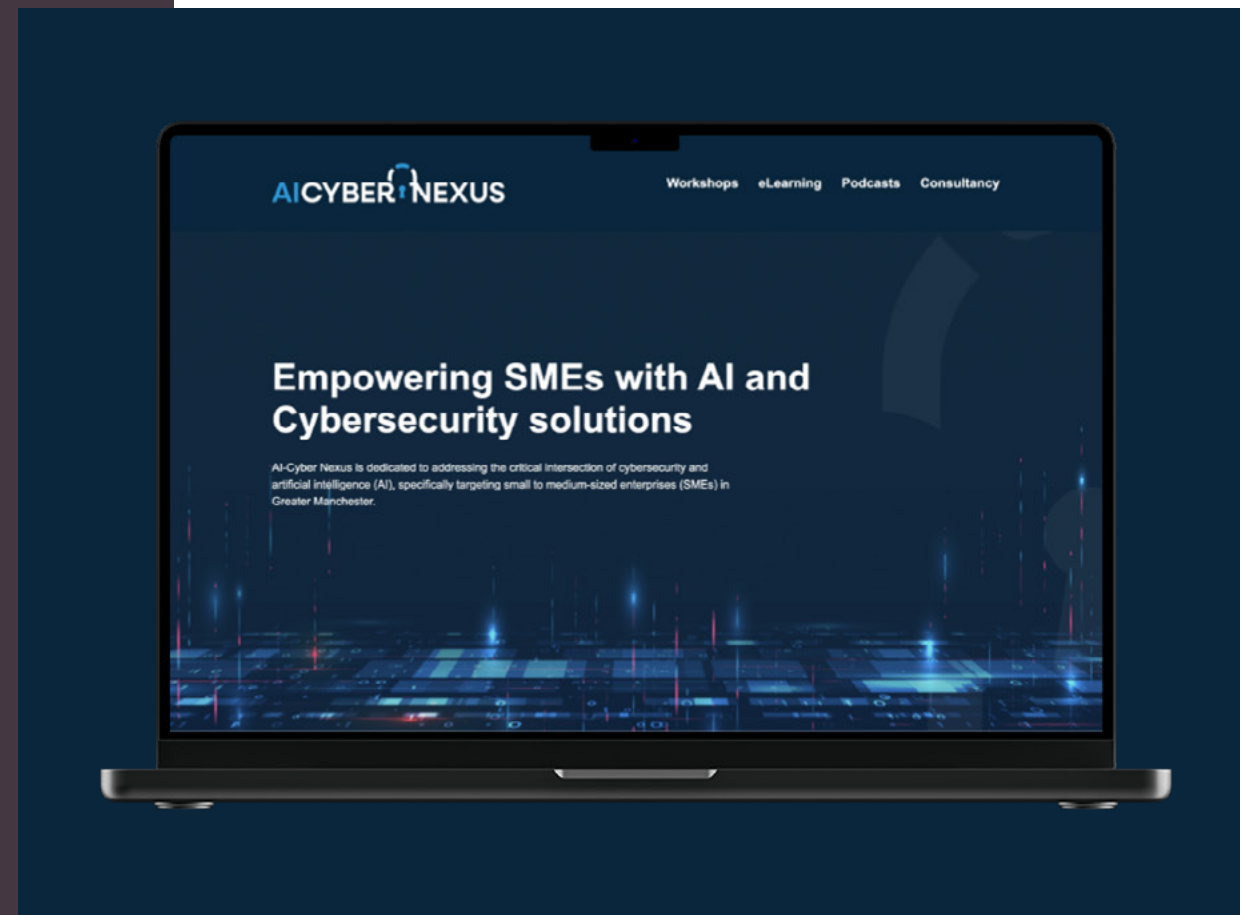 AICYBER NEXUS
Workshops eLearning Podcasts Consultancy
Empowering SMEs with AI and
Cybersecurity solutions
AI-Cyber Nexus is dedicated to addressing the critical intersection of cybersecurity and
artificial intelligence (AI), specifically targeting small to medium-sized enterprises (SMEs) in
Greater Manchester.